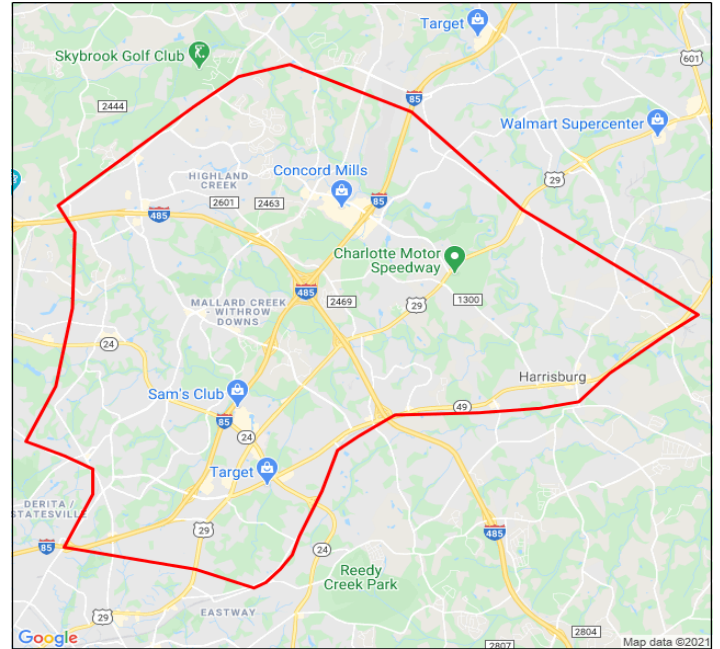 Target
Skybrook Golf Club
601
85
2444
Walmart Supercenter
Concord Mills
HIGHLAND
CREEK
29
2601
2463
85
485
Charlotte Motor
Speedway
485
2469
29
1300
MALLARD CREEK
- WITHROW
DOWNS
24
Harrisburg
Sam's Club
49
85
24
Target
DERITA /
STATESVILLE
29
485
85
24
Reedy
Creek Park
29
EASTWAY
2804
2807
Google
Map data ©2021